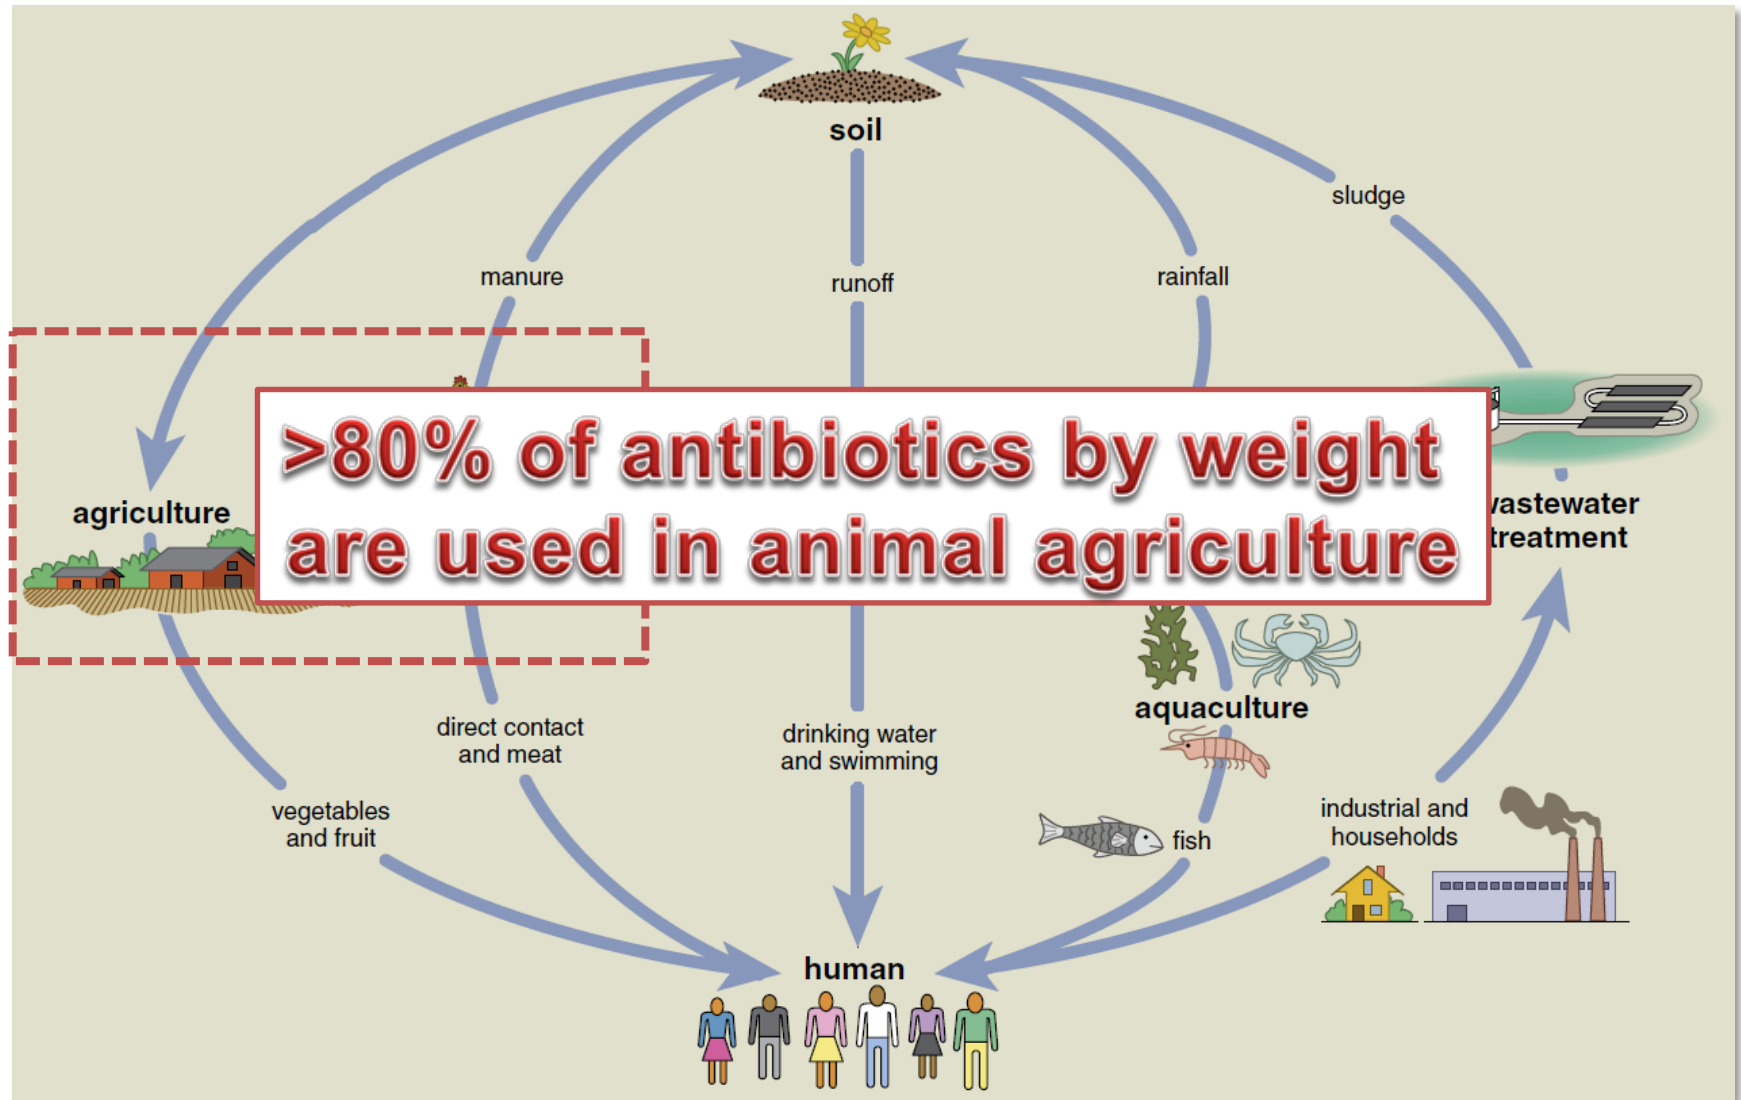 soil
sludge
manure
runoff
rainfall
>80% of antibiotics by weight
are used in animal agriculture
agriculture
wastewater
treatment
aquaculture
direct contact
and meat
drinking water
and swimming
vegetables
and fruit
fish
industrial and
households
human